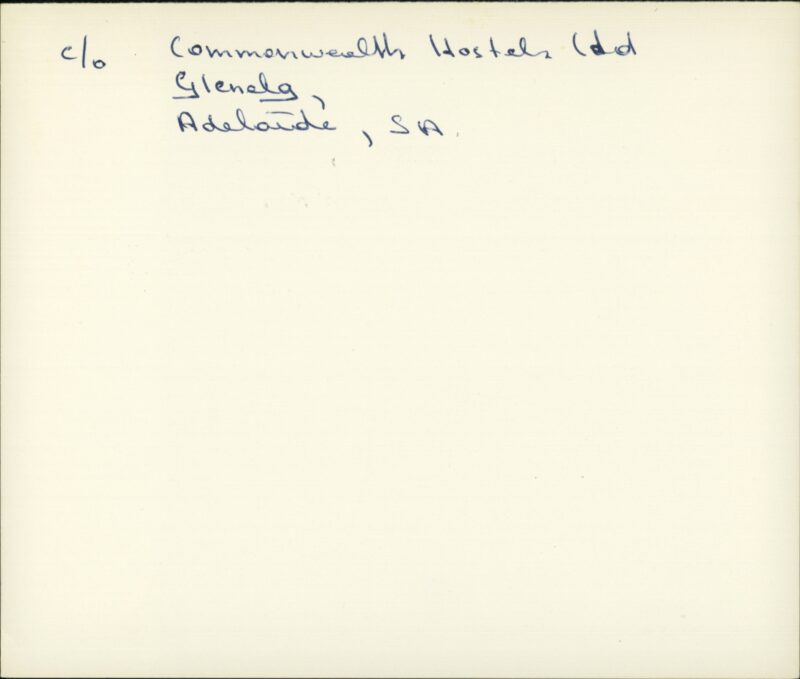 c/o Commonwealth Hostels Ltd
Glenelg,
Adelaide, SA.